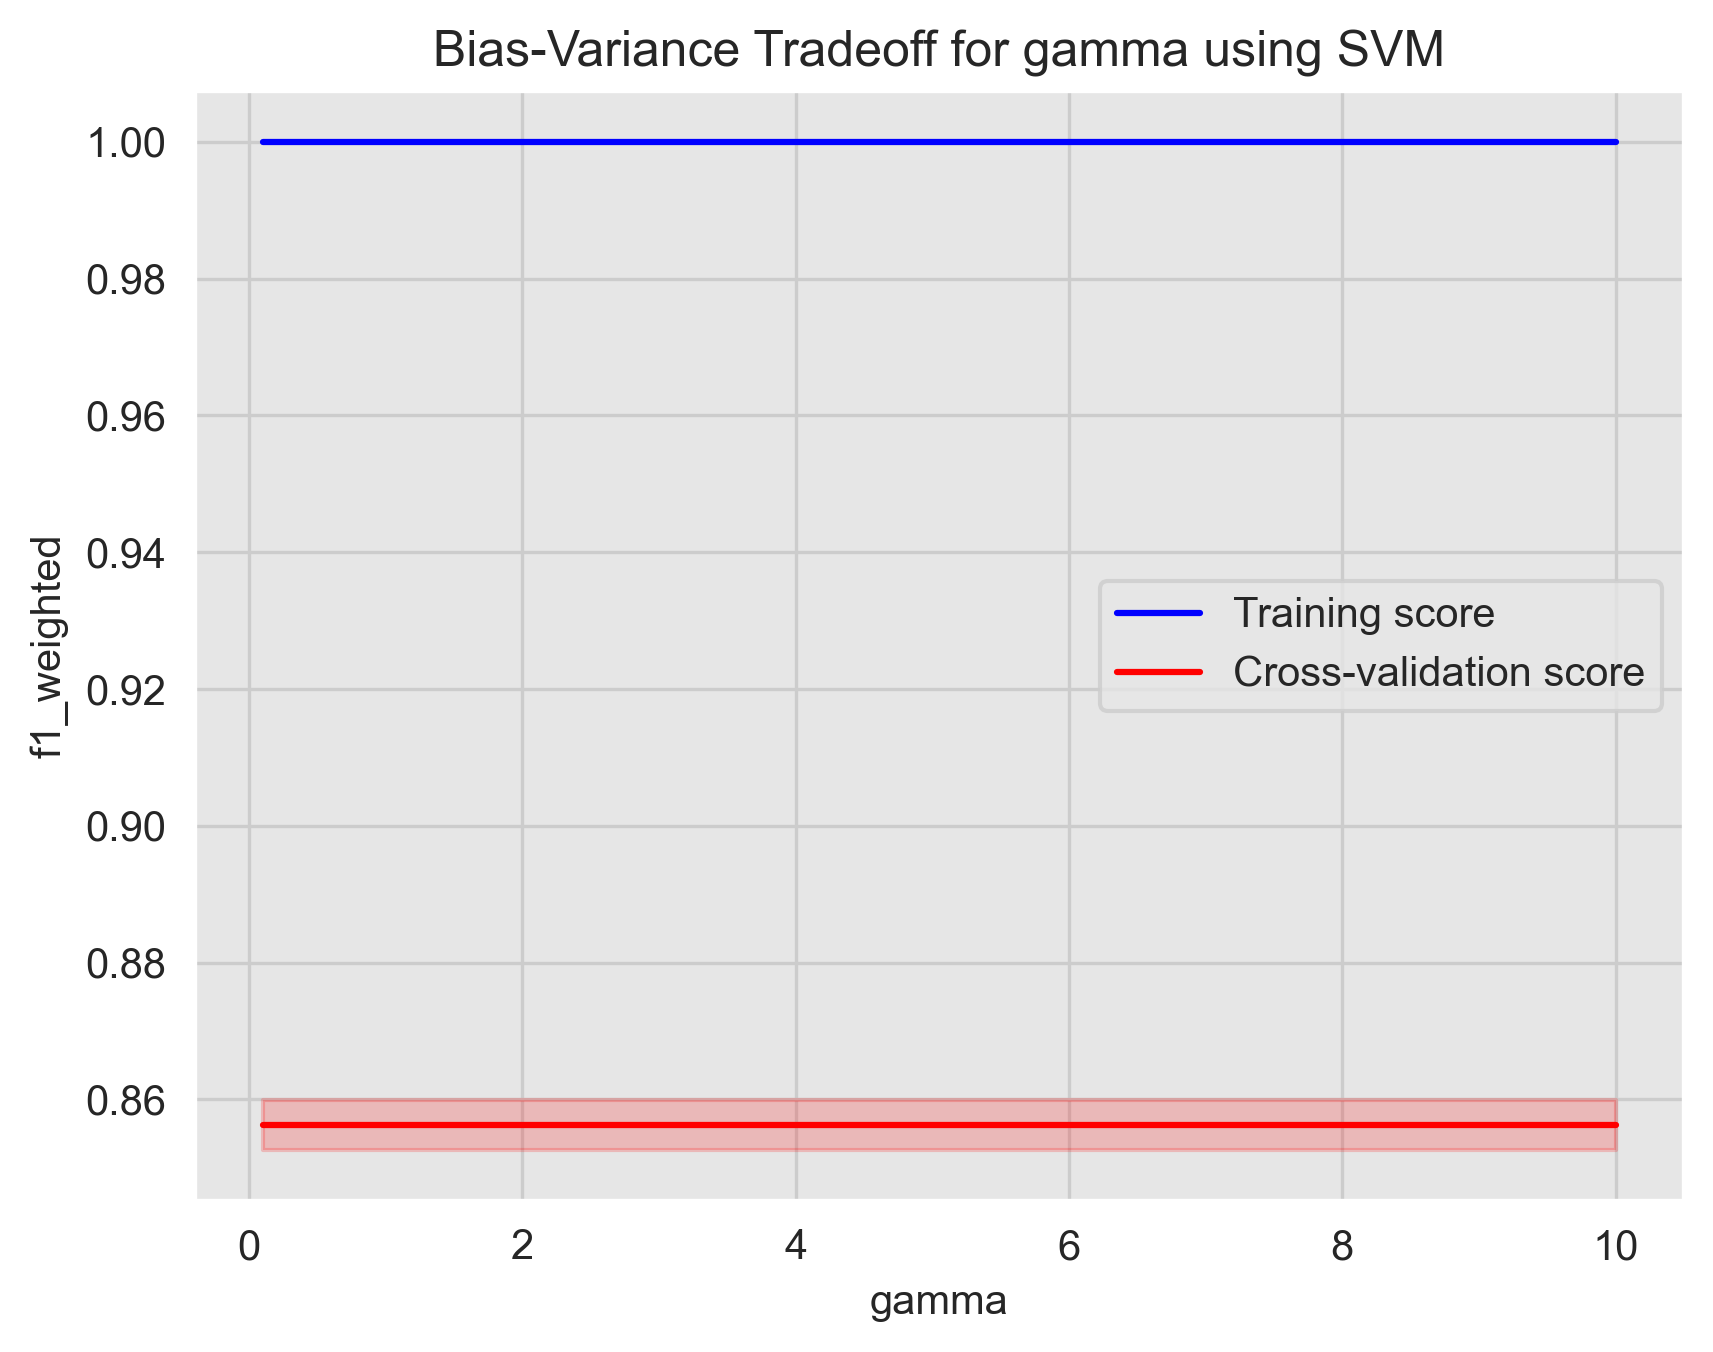 Bias-Variance Tradeoff for gamma using SVM
1.00
0.98
0.96
0.94
0.92
0.90
0.88
0.86
f1_weighted
Training score
Cross-validation score
0 2 4 6 8 10
gamma